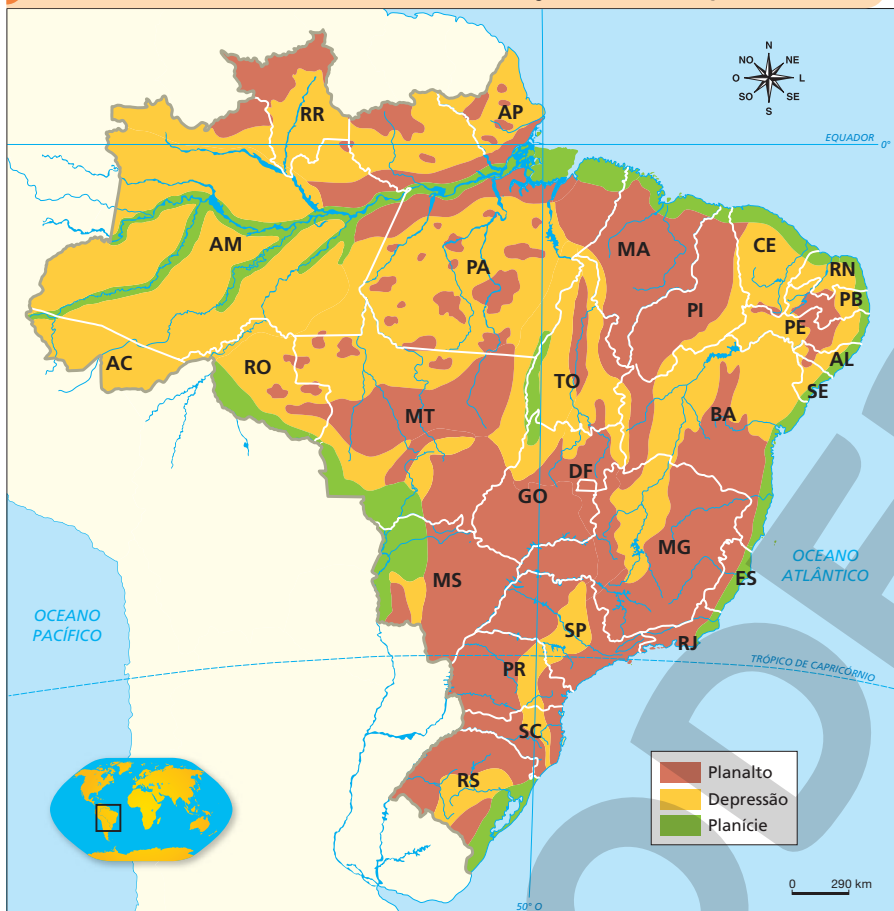 N
NO NE
O L
SO SE
S
RR
AP
EQUADOR 0°
AM
PA
MA
CE
RN
PB
PI
PE
AL
SE
AC
RO
TO
BA
MT
DF
GO
MG
ES
OCEANO
ATLÂNTICO
MS
OCEANO
PACÍFICO
SP
RJ
TRÓPICO DE CAPRICÓRNIO
PR
SC
RS
Planalto
Depressão
Planície
0 290 km
50° O